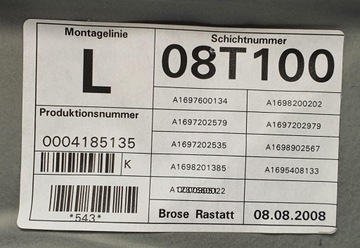 Montagelinie
L
Schichtnummer
08T100
Produktionsnummer
0004185135
K
*543*
A1697600134 A1698200202
A1697202579 A1697202979
A1697202535 A1698902567
A1698201385 A1695408133
Brose Rastatt 08.08.2008